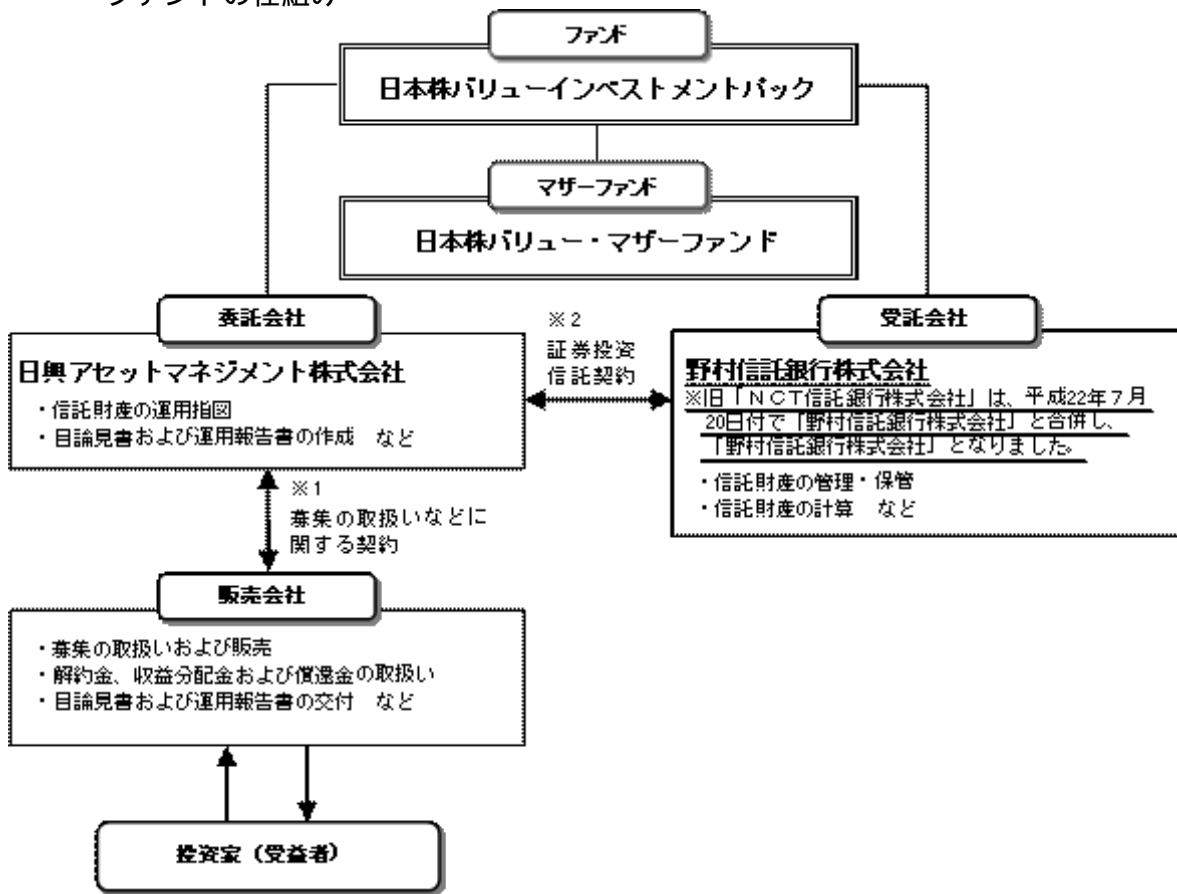 ファンドの仕組み
ファンド
日本株バリューインベストメントパック
マザーファンド
日本株バリュー・マザーファンド
委託会社
日興アセットマネジメント株式会社
・信託財産の運用指図
・目論見書および運用報告書の作成　など
※2
証券投資
信託契約
受託会社
野村信託銀行株式会社
※旧「NCT信託銀行株式会社」は、平成22年7月
20日付で「野村信託銀行株式会社」と合併し、
「野村信託銀行株式会社」となりました。
・信託財産の管理・保管
・信託財産の計算　など
※1
募集の取扱いなどに
関する契約
販売会社
・募集の取扱いおよび販売
・解約金、収益分配金および償還金の取扱い
・目論見書および運用報告書の交付　など
投資家（受益者）